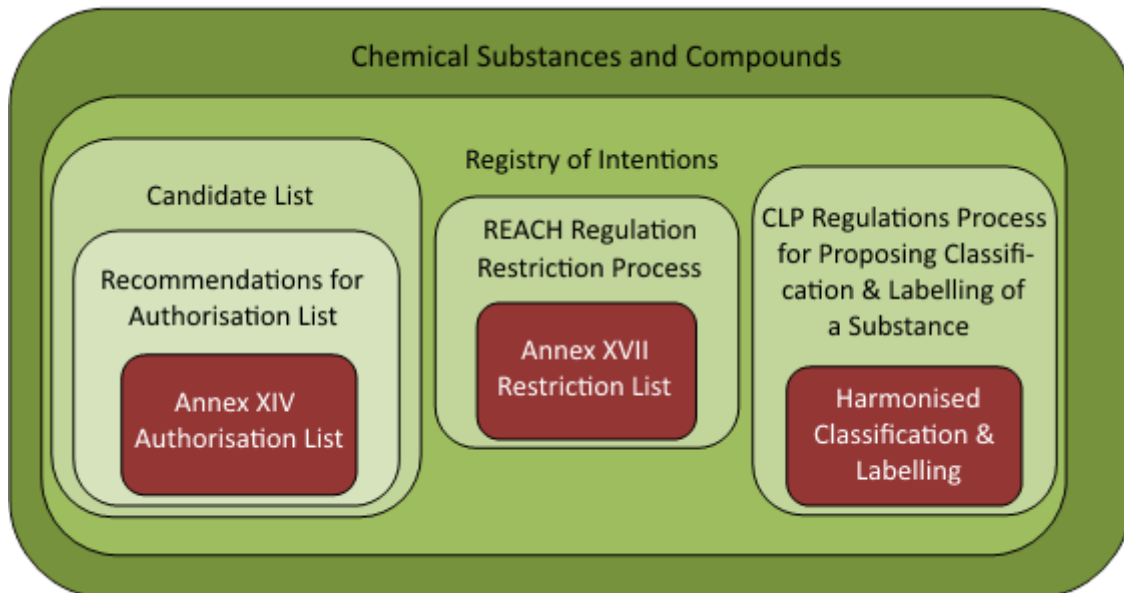 Chemical Substances and Compounds
Registry of Intentions
Candidate List
Recommendations for
Authorisation List
Annex XIV
Authorisation List
REACH Regulation
Restriction Process
Annex XVII
Restriction List
CLP Regulations Process
for Proposing Classifi-
cation & Labelling of
a Substance
Harmonised
Classification &
Labelling